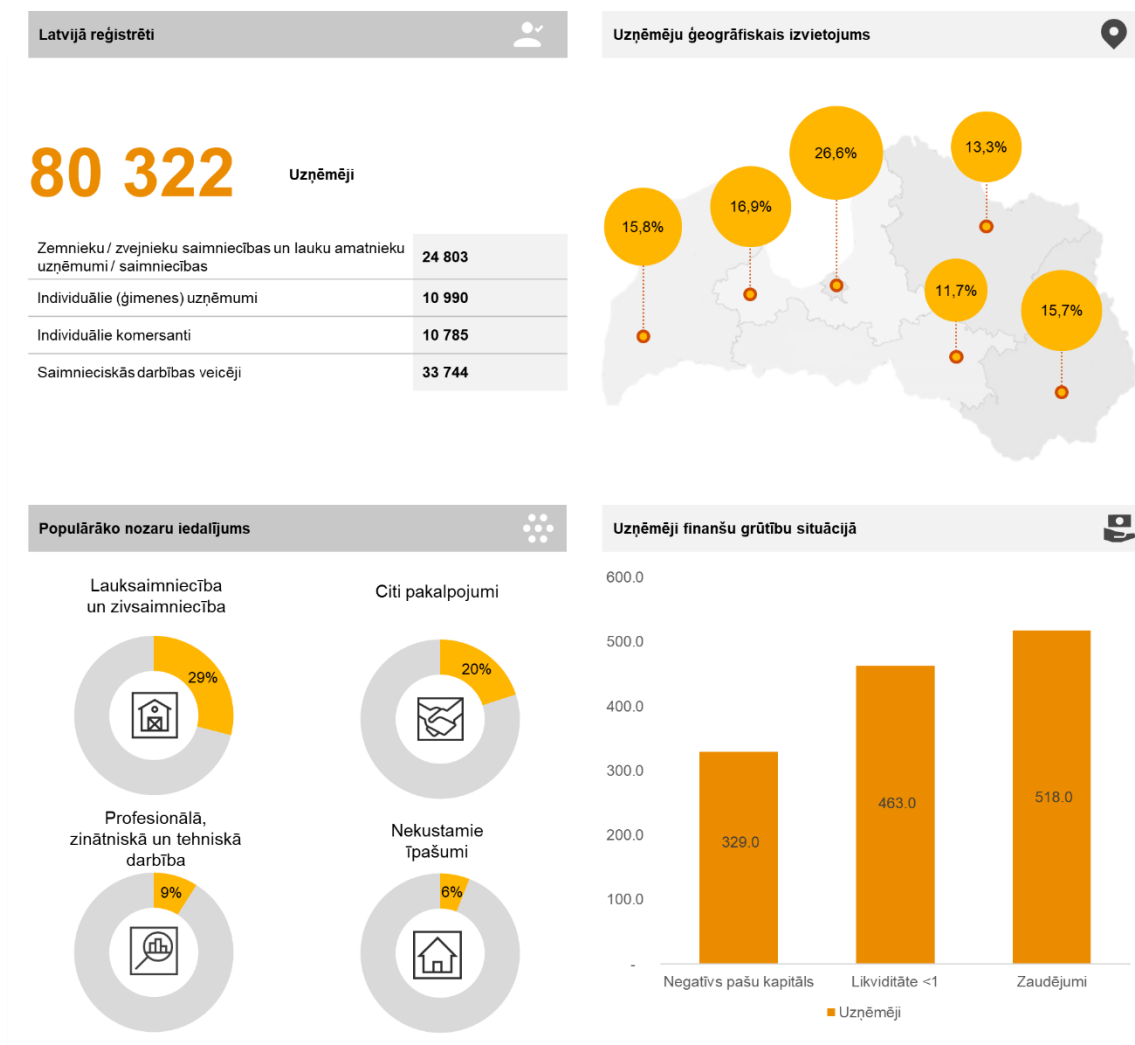 Latvijā reģistrēti
80 322
Uzņēmēji
Zemnieku / zvejnieku saimniecības un lauku amatnieku
uzņēmumi / saimniecības
24 803
Individuālie (ģimenes) uzņēmumi
10 990
Individuālie komersanti
10 785
Saimnieciskās darbības veicēji
33 744
Uzņēmēju ģeogrāfiskais izvietojums
15,8%
16,9%
26,6%
13,3%
11,7%
15,7%
Populārāko nozaru iedalījums
Lauksaimniecība
un zivsaimniecība
29%
Citi pakalpojumi
20%
Profesionālā,
zinātniskā un tehniskā
darbība
9%
Nekustamie
īpašumi
6%
Uzņēmēji finanšu grūtību situācijā
600.0
500.0
400.0
300.0
200.0
100.0
-
329.0
463.0
518.0
Negatīvs pašu kapitāls
Likviditāte <1
Zaudējumi
Uzņēmēji